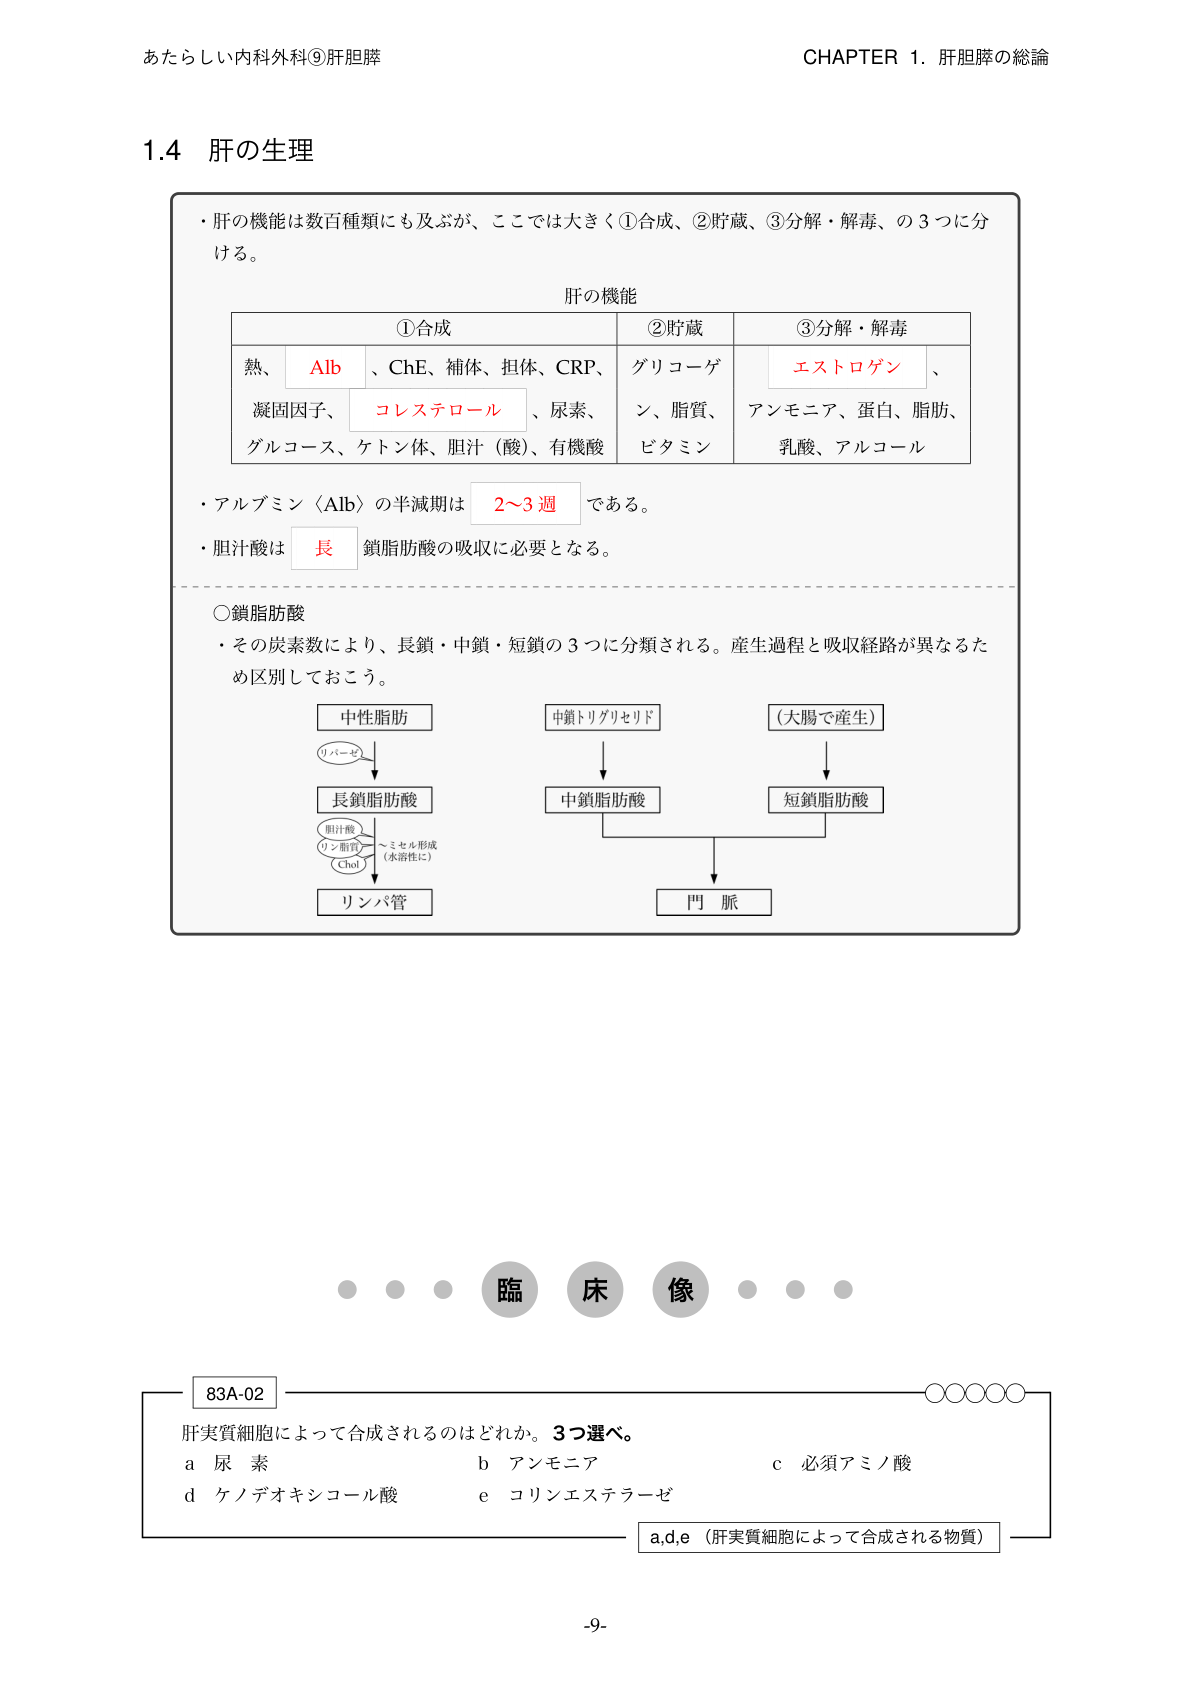 あたらしい内科外科⑨肝胆膵
CHAPTER 1. 肝胆膵の総論
1.4 肝の生理
・肝の機能は数百種類にも及ぶが、ここでは大きく①合成、②貯蔵、③分解・解毒、の3つに分
ける。
肝の機能
①合成 ②貯蔵 ③分解・解毒
熱、 Alb 、ChE、補体、担体、CRP、 グリコーゲ エストロゲン 、
凝固因子、 コレステロール 、尿素、 ン、脂質、 アンモニア、蛋白、脂肪、
グルコース、ケトン体、胆汁（酸）、有機酸 ビタミン 乳酸、アルコール
・アルブミン〈Alb〉の半減期は 2〜3週 である。
・胆汁酸は 長 鎖脂肪酸の吸収に必要となる。
○鎖脂肪酸
・その炭素数により、長鎖・中鎖・短鎖の3つに分類される。産生過程と吸収経路が異なるた
め区別しておこう。
中性脂肪 中鎖トリグリセリド （大腸で産生）
リパーゼ
長鎖脂肪酸 中鎖脂肪酸 短鎖脂肪酸
胆汁酸
リン脂質 〜ミセル形成
Chol （水溶性に）
リンパ管 門 脈
臨 床 像
83A-02 ○○○○○
肝実質細胞によって合成されるのはどれか。3つ選べ。
a 尿 素 b アンモニア c 必須アミノ酸
d ケノデオキシコール酸 e コリンエステラーゼ
a,d,e （肝実質細胞によって合成される物質）
-9-